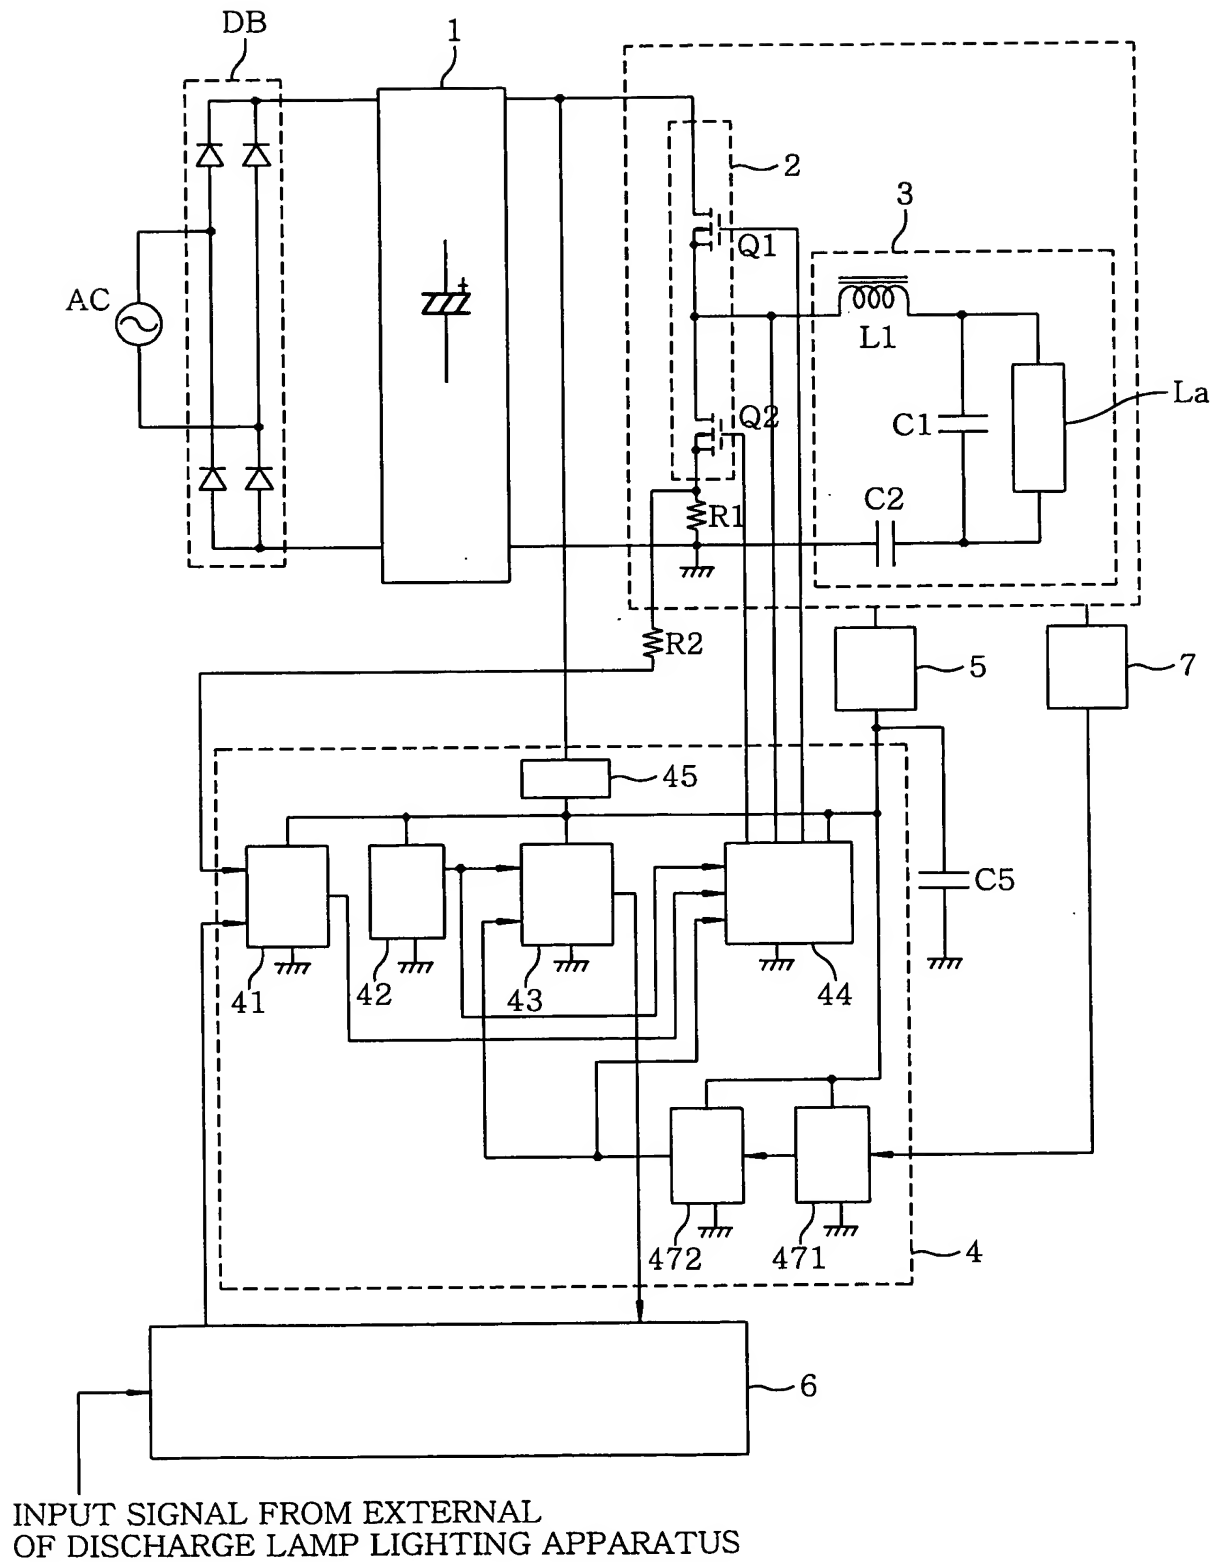 DB
1
2
3
AC
Q1
L1
La
Q2
C1
C2
R1
R2
5
7
45
C5
41
42
43
44
472
471
4
6
INPUT SIGNAL FROM EXTERNAL
OF DISCHARGE LAMP LIGHTING APPARATUS